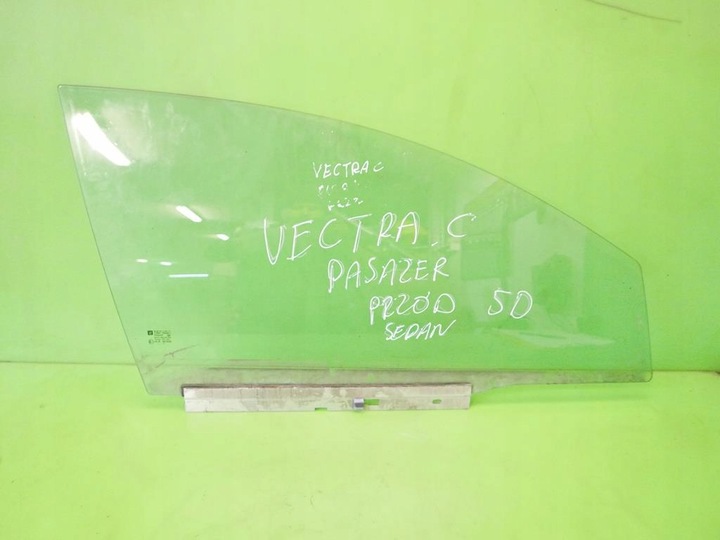 VECTRA C
VECTRA C
PASAZER
PRZÓD 5D
SEDAN